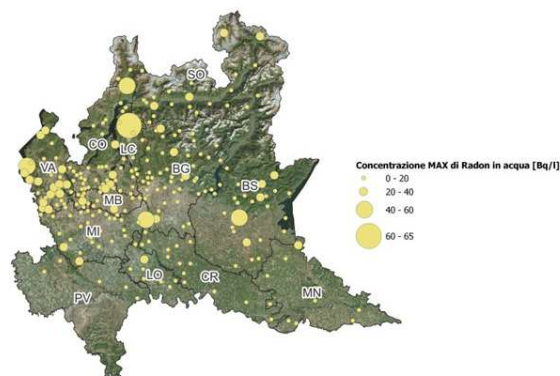 SO
CO
LC
VA
BG
BS
MB
MI
LO
CR
PV
MN
Concentrazione MAX di Radon in acqua [Bq/l]
0 - 20
20 - 40
40 - 60
60 - 65